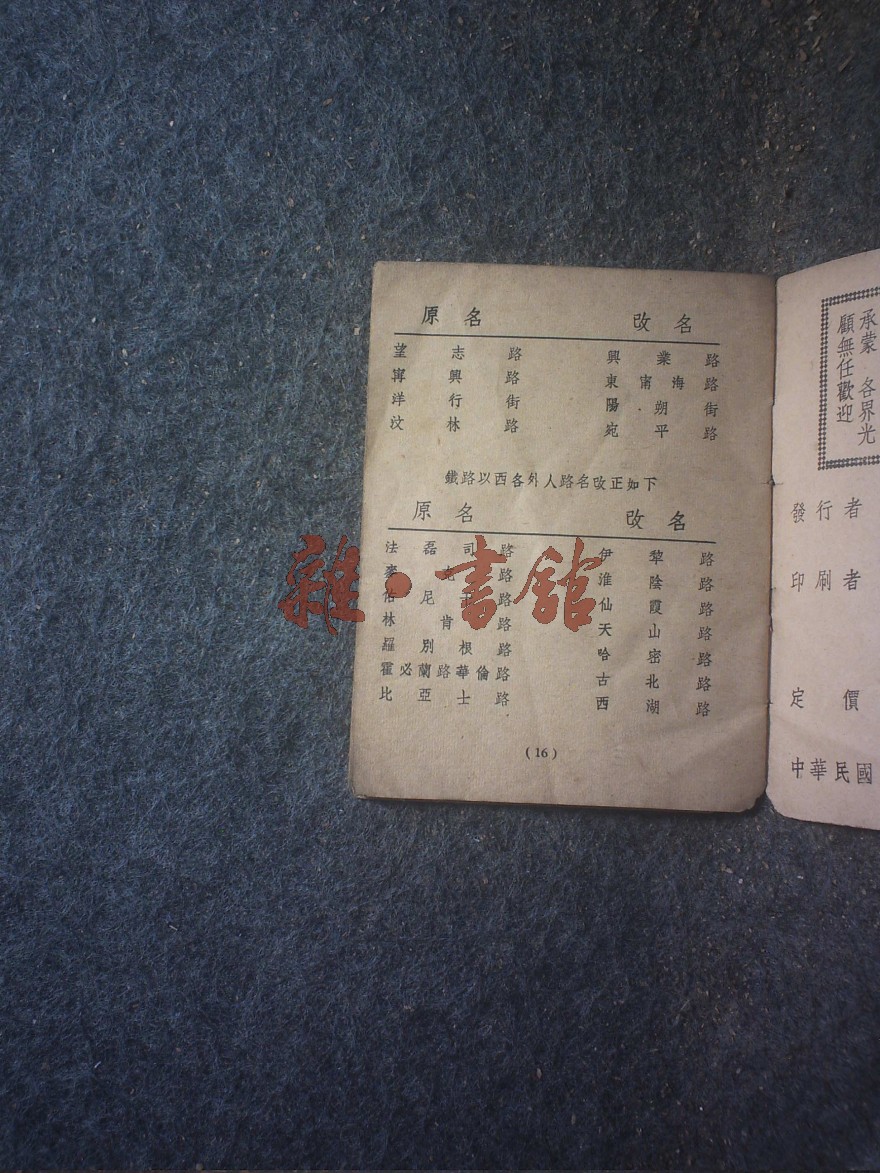 原名 改名
望志路 興業路
甯興路 東南海路
洋行街 陽朔街
汶林路 宛平路
鐵路以西各外人路名改正如下
原名 改名
法磊司路 伊犂路
路 淮陰路
尼路 仙霞路
林肯路 天山路
羅別根路 哈密路
霍必蘭路華倫路 古北路
比亞士路 西湖路
(16)
承蒙 各界光
顧無任歡迎
發行者
印刷者
定價
中華民國
雜·書館